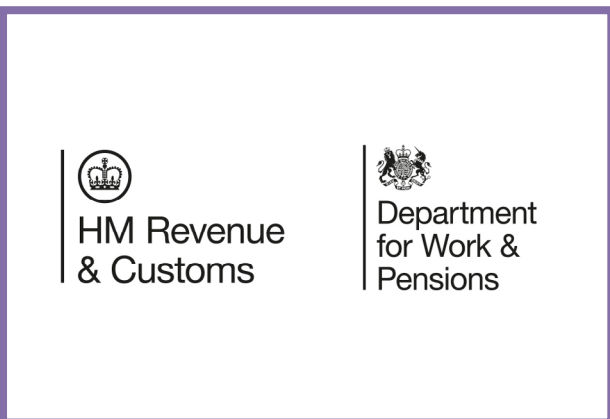 HM Revenue
& Customs
Department
for Work &
Pensions